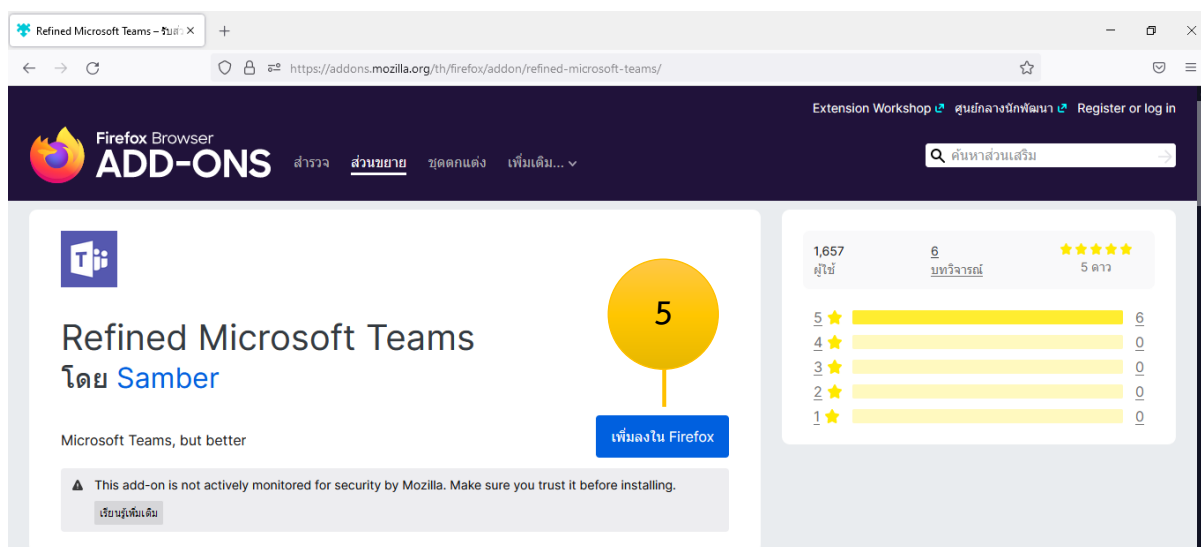 Refined Microsoft Teams – รับส่ว
https://addons.mozilla.org/th/firefox/addon/refined-microsoft-teams/
Extension Workshop ศูนย์กลางนักพัฒนา Register or log in
Firefox Browser
ADD-ONS สำรวจ ส่วนขยาย ชุดตกแต่ง เพิ่มเติม...
ค้นหาส่วนเสริม
T
Refined Microsoft Teams
โดย Samber
5
Microsoft Teams, but better
เพิ่มลงใน Firefox
This add-on is not actively monitored for security by Mozilla. Make sure you trust it before installing.
เรียนรู้เพิ่มเติม
1,657 6
ผู้ใช้ บทวิจารณ์ 5 ดาว
5 6
4 0
3 0
2 0
1 0